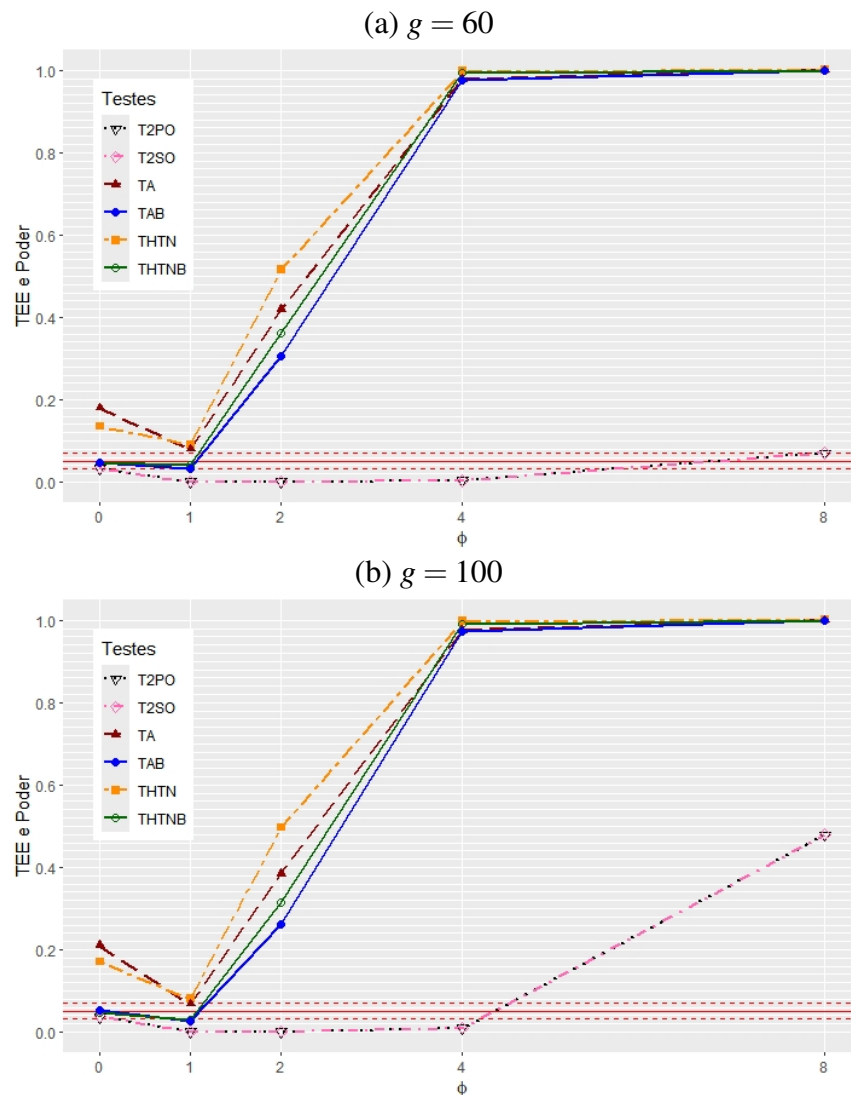 (a) g = 60
1.0
0.8
0.6
0.4
0.2
0.0
TEE e Poder
Testes
T2PO
T2SO
TA
TAB
THTN
THTNB
0 1 2 4 8
ϕ
(b) g = 100
1.0
0.8
0.6
0.4
0.2
0.0
TEE e Poder
Testes
T2PO
T2SO
TA
TAB
THTN
THTNB
0 1 2 4 8
ϕ